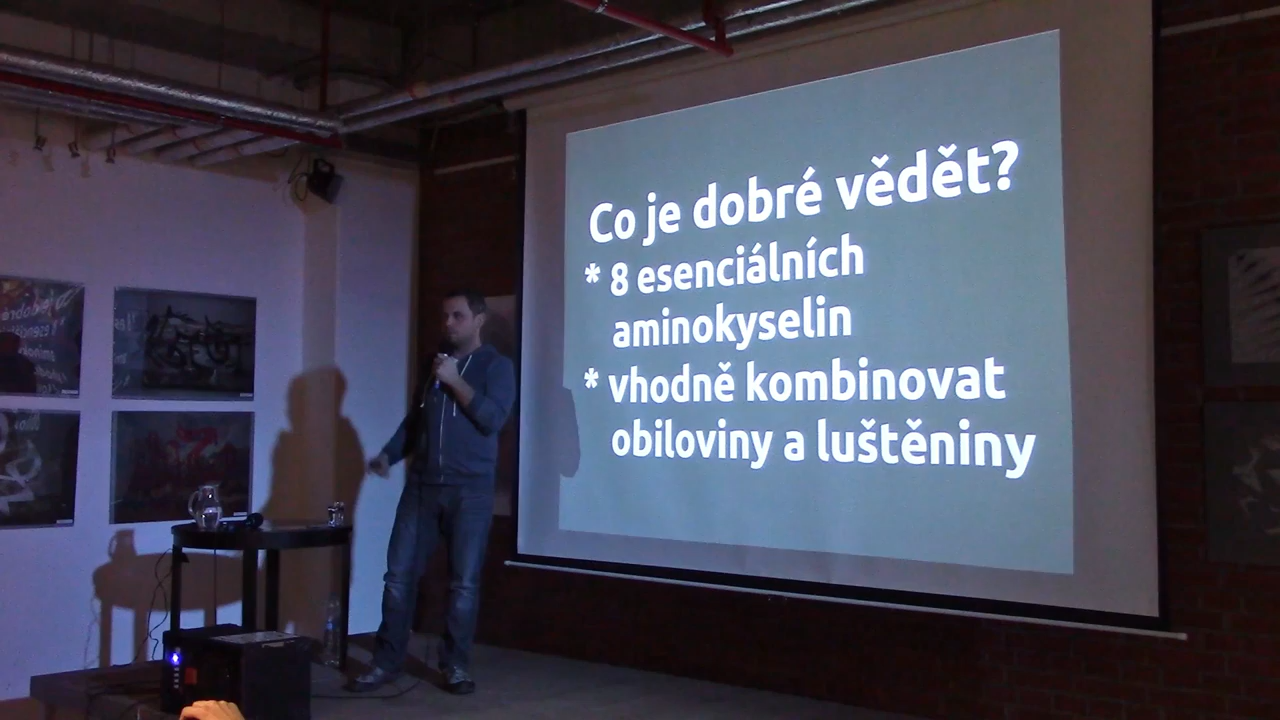 Co je dobré vědět?
* 8 esenciálních
aminokyselin
* vhodně kombinovat
obiloviny a luštěniny